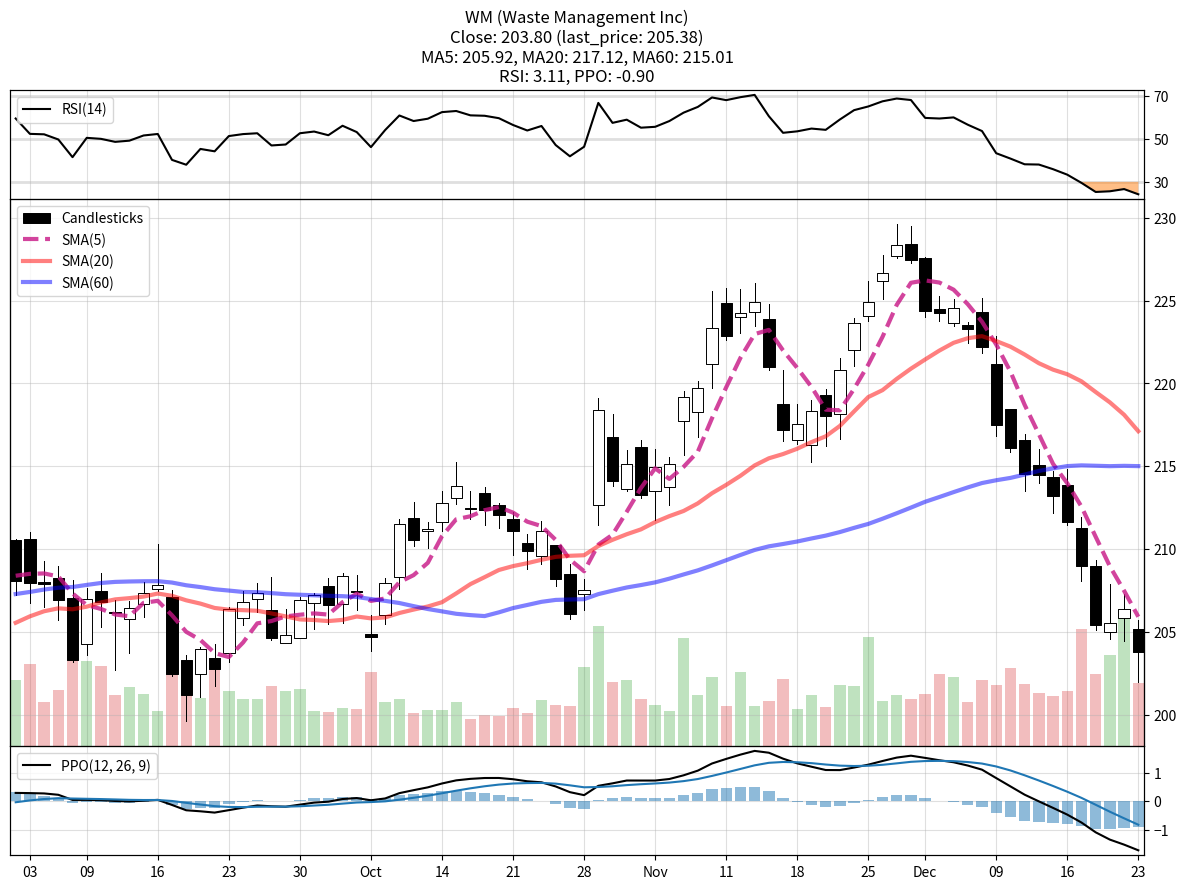 WM (Waste Management Inc)
Close: 203.80 (last_price: 205.38)
MA5: 205.92, MA20: 217.12, MA60: 215.01
RSI: 3.11, PPO: -0.90
RSI(14)
70
50
30
Candlesticks
SMA(5)
SMA(20)
SMA(60)
230
225
220
215
210
205
200
PPO(12, 26, 9)
1
0
−1
03 09 16 23 30 Oct 14 21 28 Nov 11 18 25 Dec 09 16 23